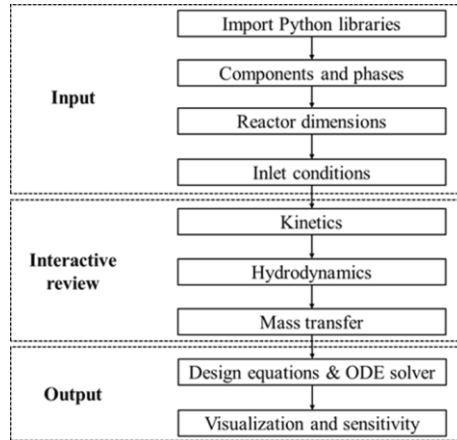 Input
Import Python libraries
Components and phases
Reactor dimensions
Inlet conditions
Interactive
review
Kinetics
Hydrodynamics
Mass transfer
Output
Design equations & ODE solver
Visualization and sensitivity